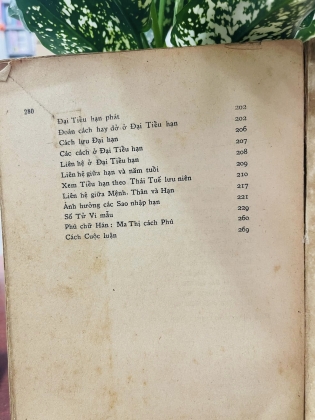 280
Đại Tiểu hạn phát 202
Đoán cách hay dở ở Đại Tiểu hạn 202
Cách lựu Đại hạn 206
Các cách ở Đại Tiểu hạn 207
Liên hệ ở Đại Tiểu hạn 208
Liên hệ giữa hạn và năm tuổi 209
Xem Tiểu hạn theo Thái Tuế lưu niên 210
Liên hệ giữa Mệnh, Thân và Hạn 217
Ảnh hưởng các Sao nhập hạn 221
Số Tử Vi mẫu 229
Phú chữ Hán: Ma Thị cách Phú 260
Cách Cuộc luận 269